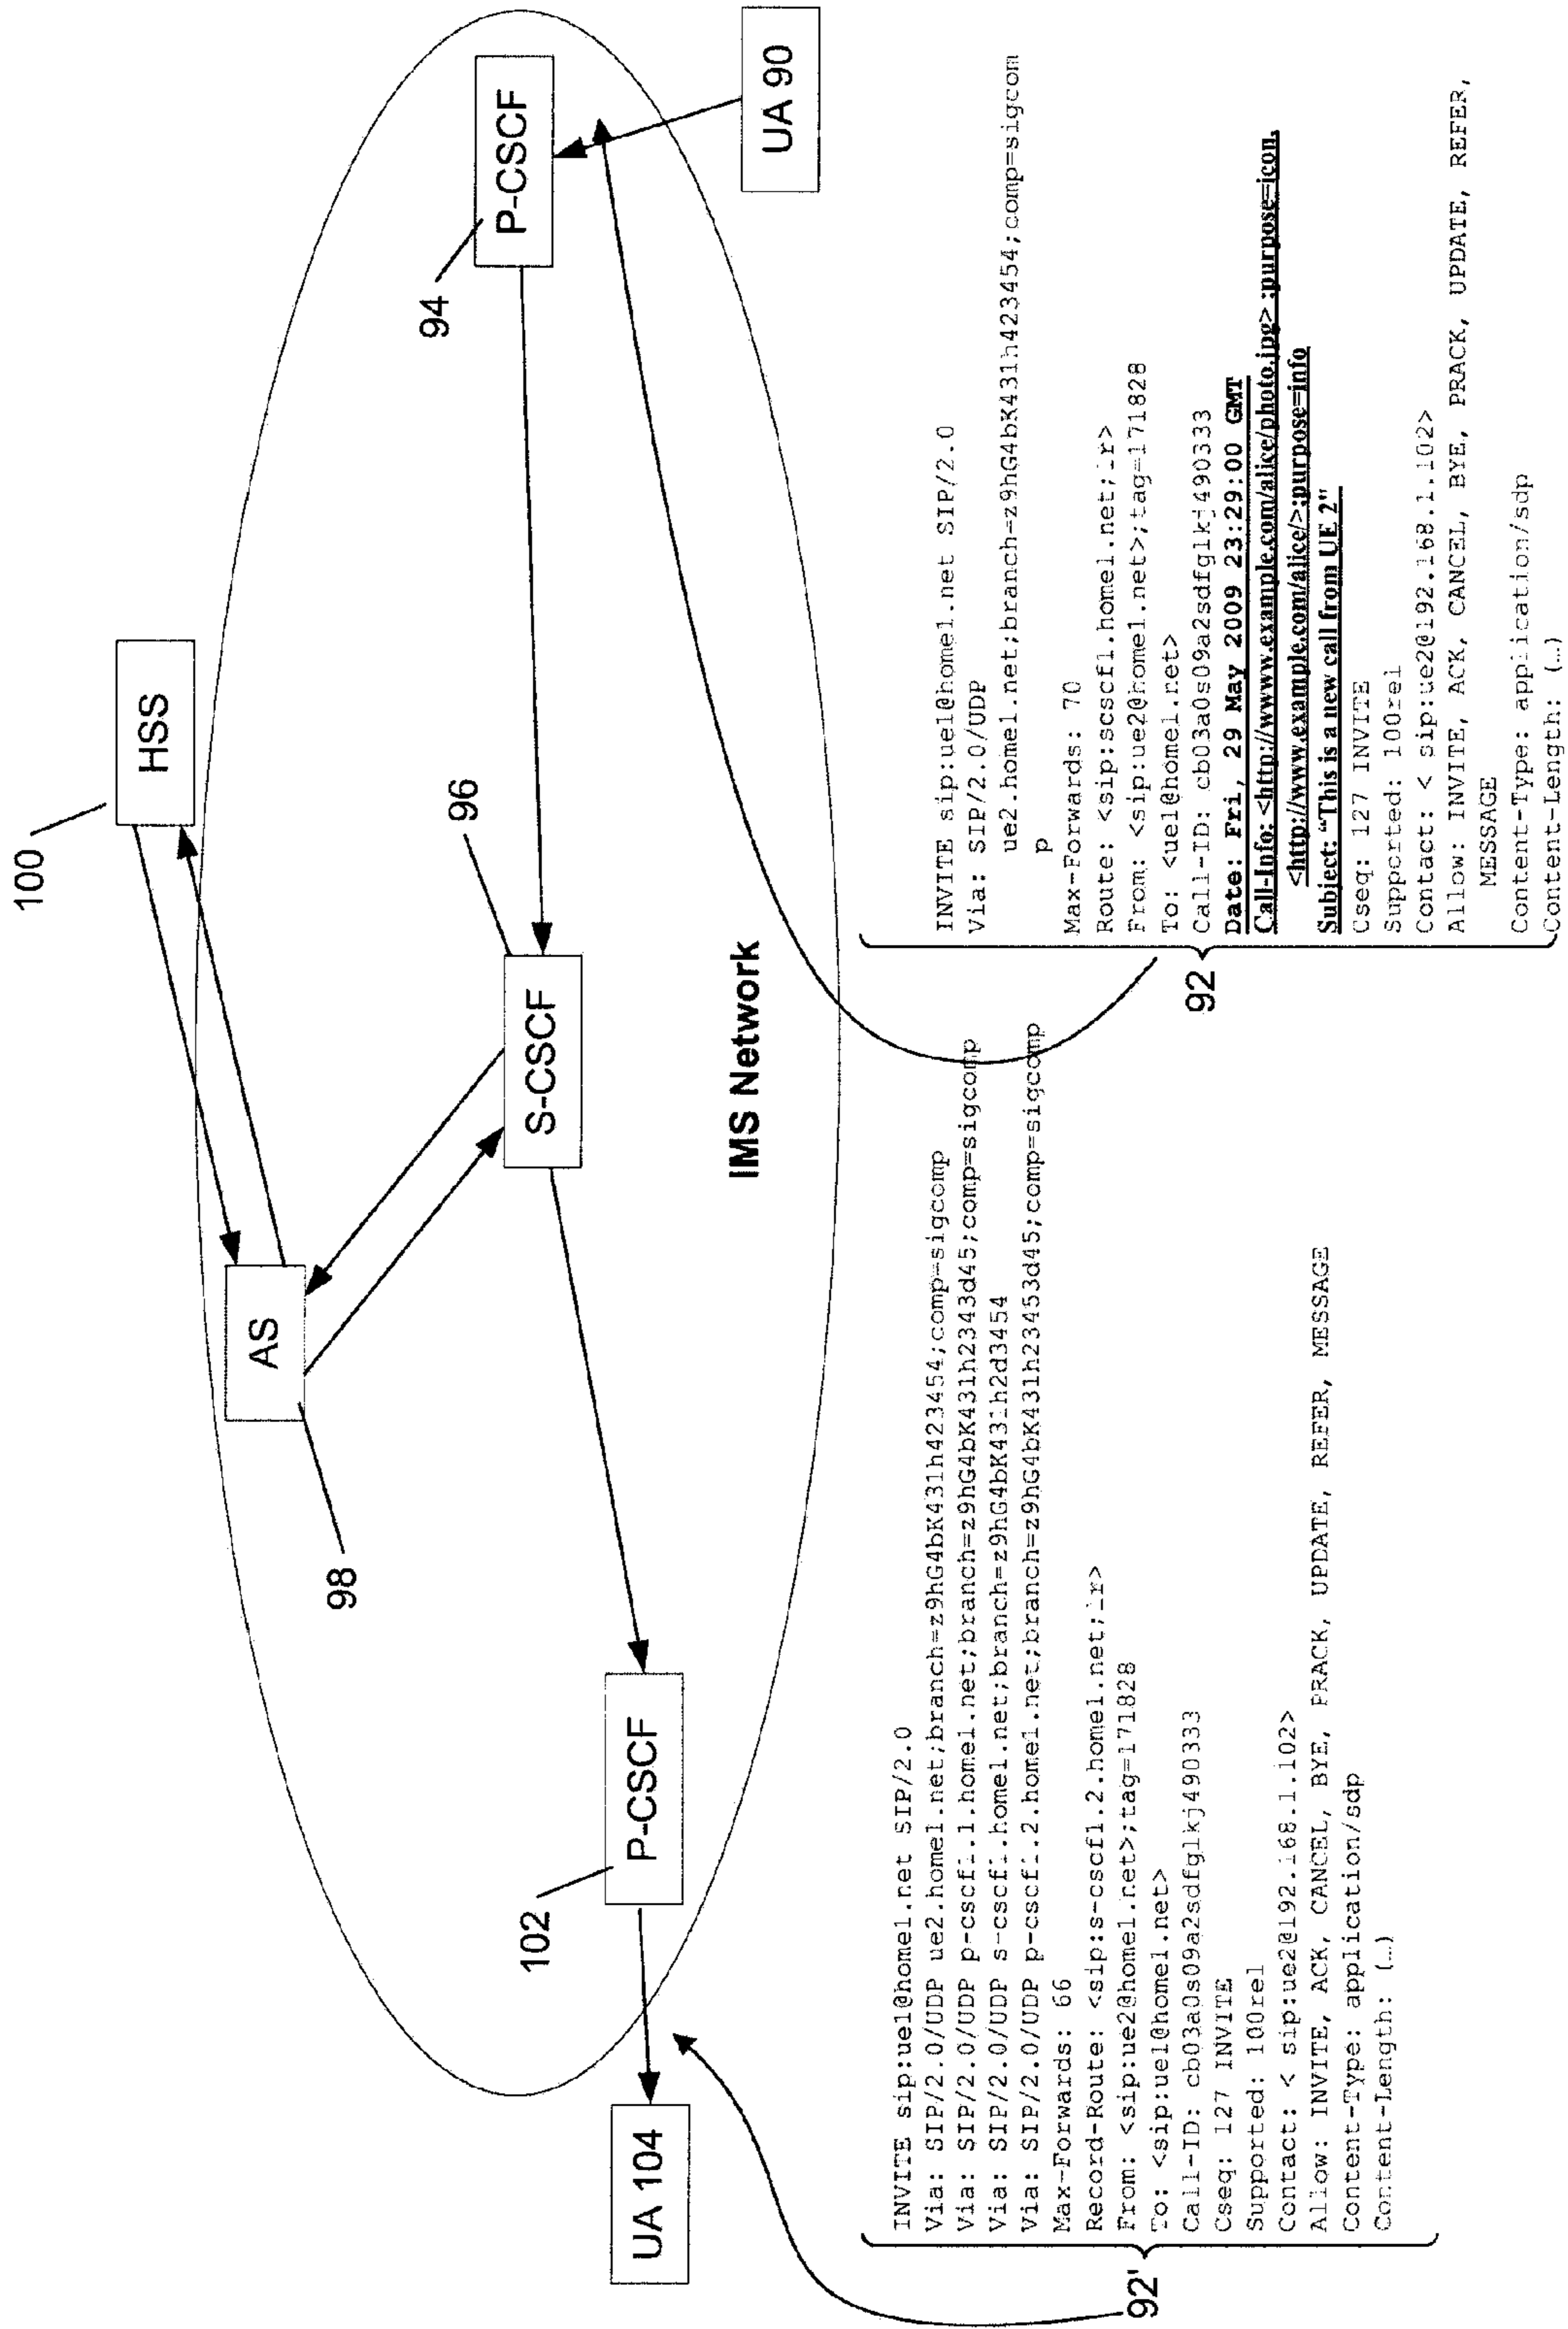 100
HSS
AS
98
96
S-CSCF
94
P-CSCF
102
P-CSCF
UA 104
UA 90
IMS Network
92'
INVITE sip:ue1@home1.net SIP/2.0
Via: SIP/2.0/UDP ue2.home1.net;branch=z9hG4bK431h423454;comp=sigcomp
Via: SIP/2.0/UDP p-cscf1.1.home1.net;branch=z9hG4bK431h2343d45;comp=sigcomp
Via: SIP/2.0/UDP s-cscf1.home1.net;branch=z9hG4bK431h2d3454
Via: SIP/2.0/UDP p-cscf1.2.home1.net;branch=z9hG4bK431h23453d45;comp=sigcomp
Max-Forwards: 66
Record-Route: <sip:s-cscf1.2.home1.net;lr>
From: <sip:ue2@home1.net>;tag=171828
To: <sip:ue1@home1.net>
Call-ID: cb03a0s09a2sdfglkj490333
Cseq: 127 INVITE
Supported: 100rel
Contact: < sip:ue2@192.168.1.102>
Allow: INVITE, ACK, CANCEL, BYE, PRACK, UPDATE, REFER, MESSAGE
Content-Type: application/sdp
Content-Length: (…)
92
INVITE sip:ue1@home1.net SIP/2.0
Via: SIP/2.0/UDP
ue2.home1.net;branch=z9hG4bK431h423454;comp=sigcom
p
Max-Forwards: 70
Route: <sip:scscf1.home1.net;lr>
From: <sip:ue2@home1.net>;tag=171828
To: <ue1@home1.net>
Call-ID: cb03a0s09a2sdfglkj490333
Date: Fri, 29 May 2009 23:29:00 GMT
Call-Info: <http://www.example.com/alice/photo.jpg> ;purpose=icon,
<http://www.example.com/alice/>;purpose=info
Subject: "This is a new call from UE 2"
Cseq: 127 INVITE
Supported: 100rel
Contact: < sip:ue2@192.168.1.102>
Allow: INVITE, ACK, CANCEL, BYE, PRACK, UPDATE, REFER,
MESSAGE
Content-Type: application/sdp
Content-Length: (…)